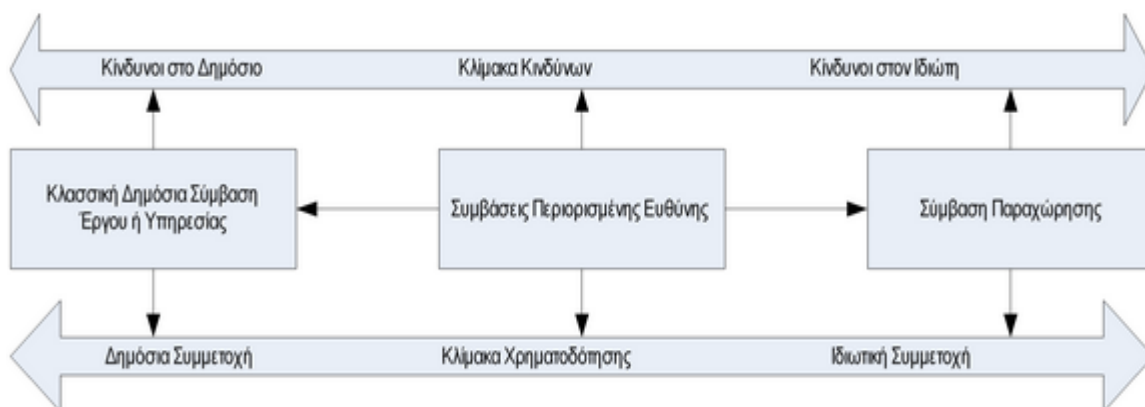 Κίνδυνοι στο Δημόσιο
Κλίμακα Κινδύνων
Κίνδυνοι στον Ιδιώτη
Κλασσική Δημόσια Σύμβαση
Έργου ή Υπηρεσίας
Συμβάσεις Περιορισμένης Ευθύνης
Σύμβαση Παραχώρησης
Δημόσια Συμμετοχή
Κλίμακα Χρηματοδότησης
Ιδιωτική Συμμετοχή